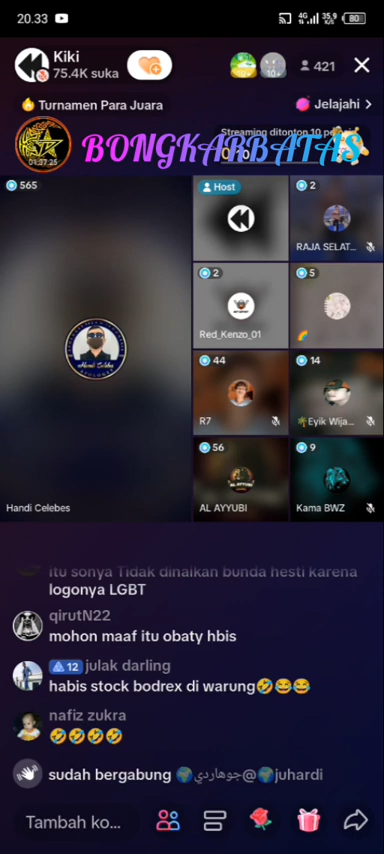 20.33
4G
35,9
K/s
80
Kiki
75.4K suka
10+
10+
421
Turnamen Para Juara
Jelajahi
01:27:25
BONGKARBATAS
Streaming ditonton 10
565
Host
2
RAJA SELAT...
2
Red_Kenzo_01
5
44
R7
14
🌴Eyik Wija...
56
AL AYYUBI
9
Kama BWZ
Handi Celebes
itu sonya Tidak dinaikan bunda hesti karena
logonya LGBT
qirutN22
mohon maaf itu obaty hbis
12 julak darling
habis stock bodrex di warung🤣😂😂
nafiz zukra
🤣🤣🤣🤣
sudah bergabung 🌍جوهاردي@🌍juhardi
Tambah ko...